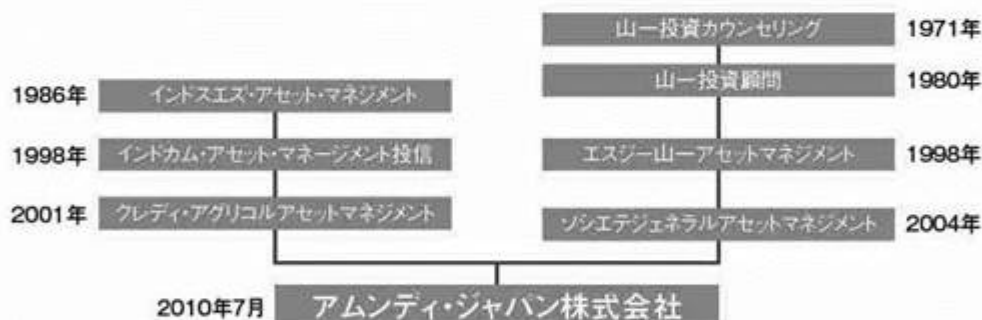 山一投資カウンセリング 1971年
山一投資顧問 1980年
1986年 インドスエズ・アセット・マネジメント
1998年 インドカム・アセット・マネージメント投信
エスジー山一アセットマネジメント 1998年
2001年 クレディ・アグリコルアセットマネジメント
ソシエテジェネラルアセットマネジメント 2004年
2010年7月 アムンディ・ジャパン株式会社